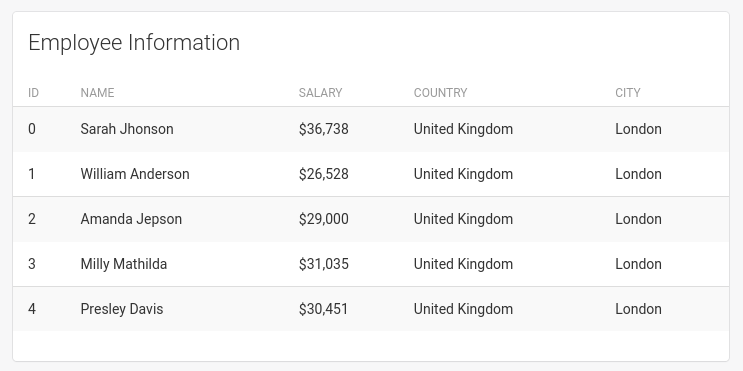 Employee Information
ID NAME SALARY COUNTRY CITY
0 Sarah Jhonson $36,738 United Kingdom London
1 William Anderson $26,528 United Kingdom London
2 Amanda Jepson $29,000 United Kingdom London
3 Milly Mathilda $31,035 United Kingdom London
4 Presley Davis $30,451 United Kingdom London